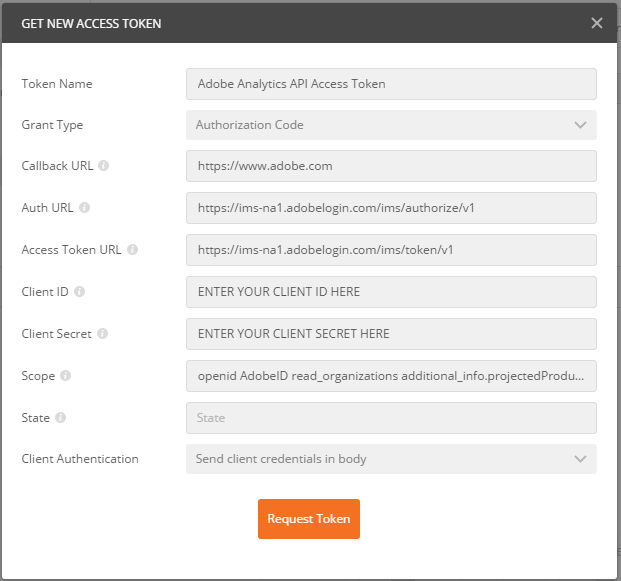 GET NEW ACCESS TOKEN
Token Name Adobe Analytics API Access Token
Grant Type Authorization Code
Callback URL https://www.adobe.com
Auth URL https://ims-na1.adobelogin.com/ims/authorize/v1
Access Token URL https://ims-na1.adobelogin.com/ims/token/v1
Client ID ENTER YOUR CLIENT ID HERE
Client Secret ENTER YOUR CLIENT SECRET HERE
Scope openid AdobeID read_organizations additional_info.projectedProdu...
State State
Client Authentication Send client credentials in body
Request Token